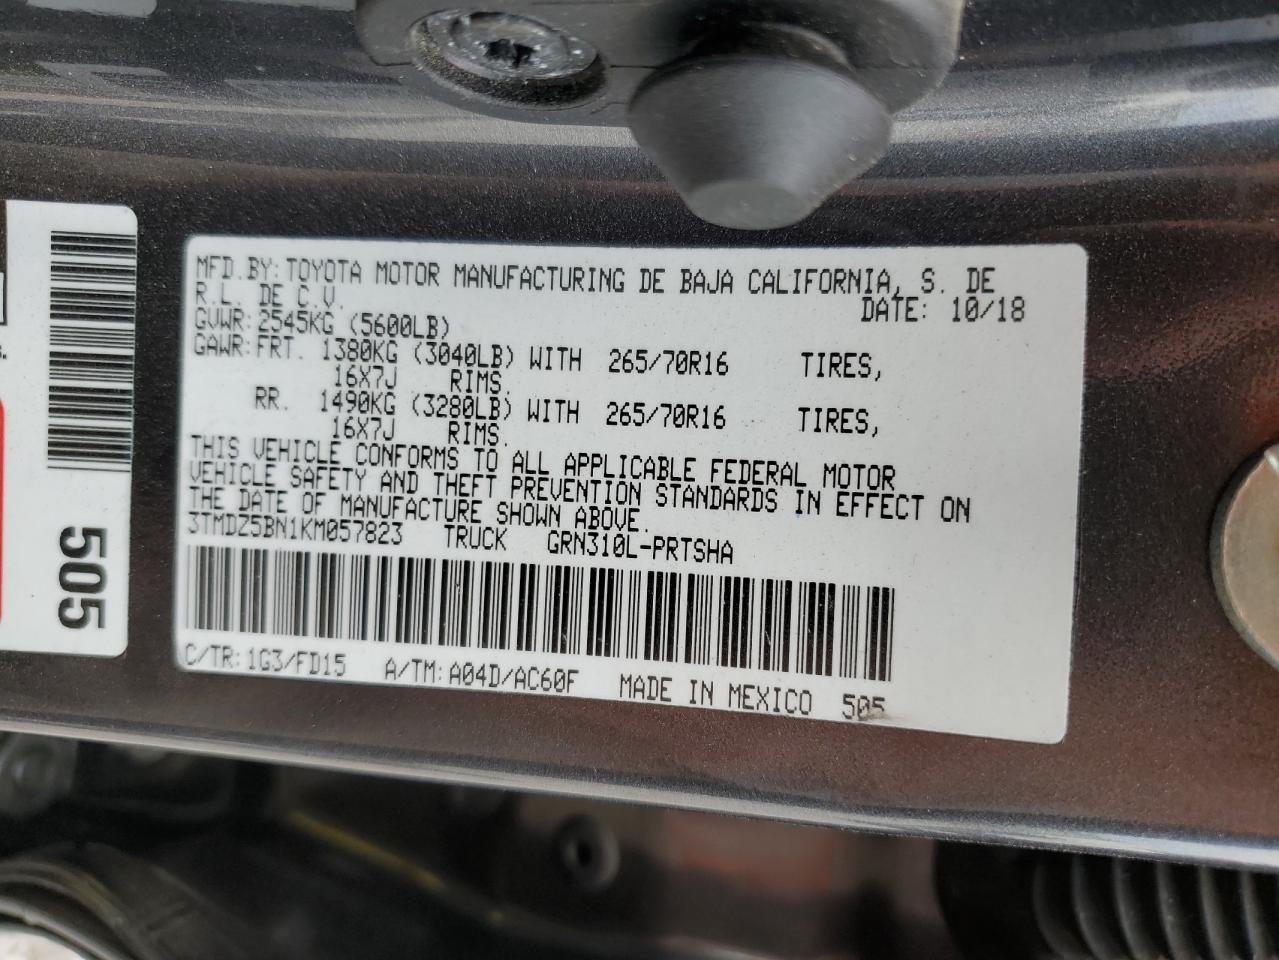 MFD.BY:TOYOTA MOTOR MANUFACTURING DE BAJA CALIFORNIA, S. DE
R.L. DE C.V. DATE: 10/18
GVWR:2545KG (5600LB)
GAWR:FRT. 1380KG (3040LB) WITH 265/70R16 TIRES,
16X7J RIMS.
RR. 1490KG (3280LB) WITH 265/70R16 TIRES,
16X7J RIMS.
THIS VEHICLE CONFORMS TO ALL APPLICABLE FEDERAL MOTOR
VEHICLE SAFETY AND THEFT PREVENTION STANDARDS IN EFFECT ON
THE DATE OF MANUFACTURE SHOWN ABOVE.
3TMDZ5BN1KM057823 TRUCK GRN310L-PRTSHA
C/TR:1G3/FD15 A/TM:A04D/AC60F MADE IN MEXICO 505
505